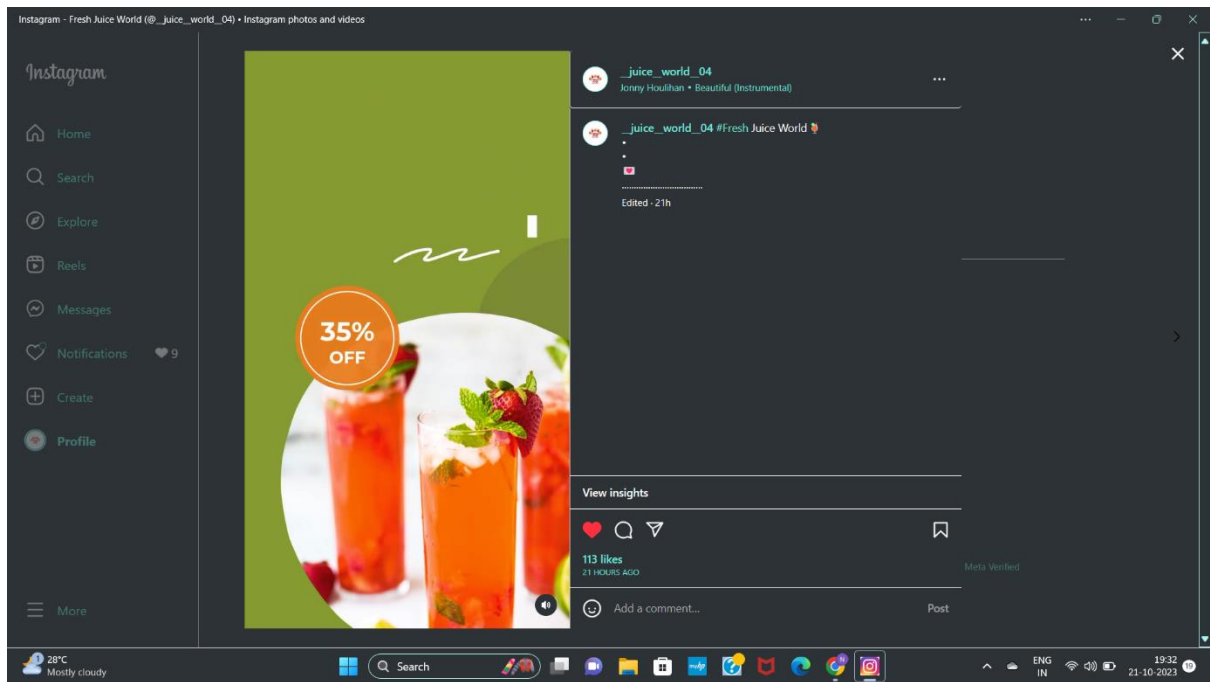 Instagram - Fresh Juice World (@__juice__world__04) • Instagram photos and videos
Instagram
Home
Search
Explore
Reels
Messages
Notifications 9
Create
Profile
More
35%
OFF
__juice__world__04
Jonny Houlihan • Beautiful (Instrumental)
__juice__world__04 #Fresh Juice World
•
•
.................................
Edited · 21h
View insights
113 likes
21 HOURS AGO
Add a comment... Post
Meta Verified
1
28°C
Mostly cloudy
Search
ENG
IN
19:32
21-10-2023
19